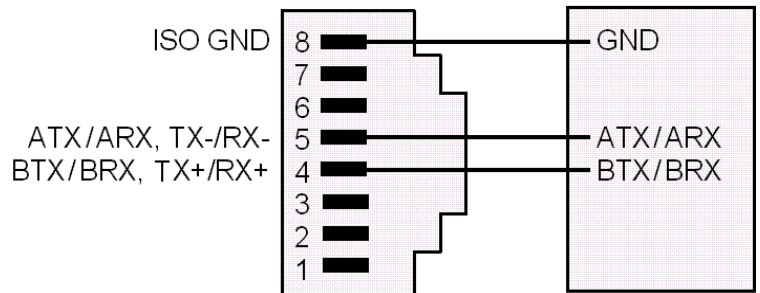 ISO GND 8 GND
7
6
ATX/ARX, TX-/RX- 5 ATX/ARX
BTX/BRX, TX+/RX+ 4 BTX/BRX
3
2
1